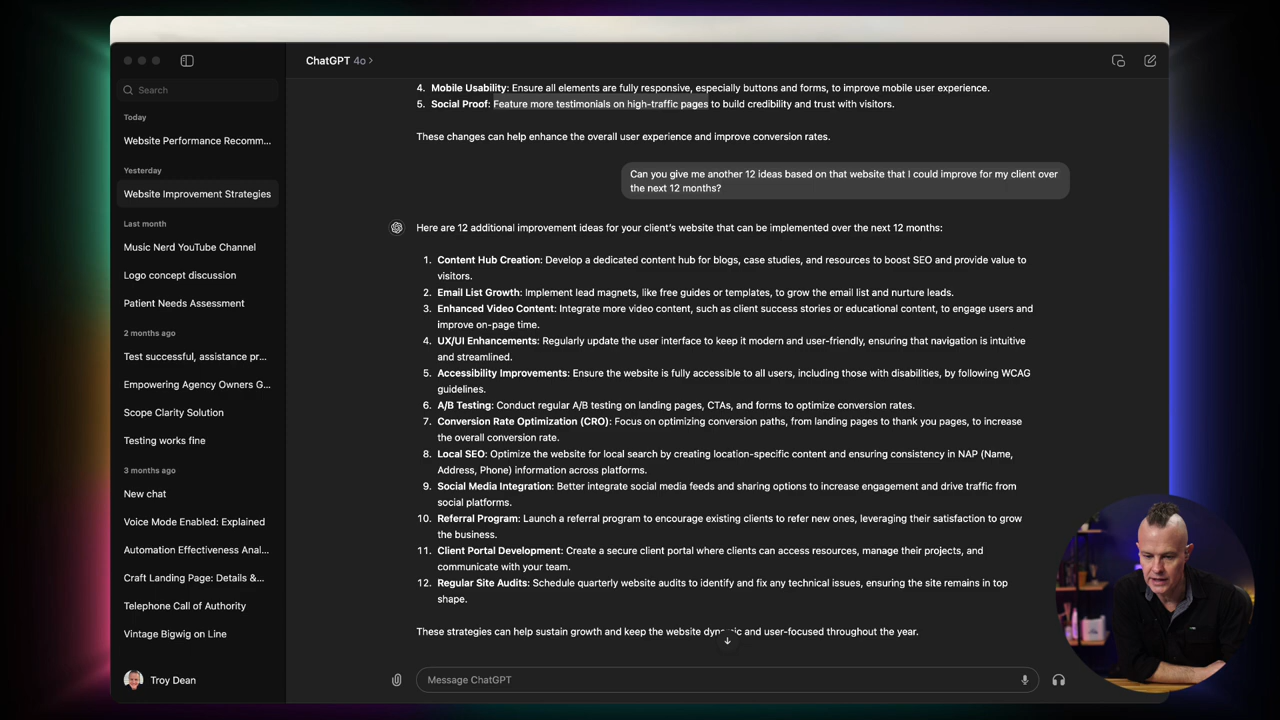 ChatGPT 4o >
Search
Today
Website Performance Recomm...
Yesterday
Website Improvement Strategies
Last month
Music Nerd YouTube Channel
Logo concept discussion
Patient Needs Assessment
2 months ago
Test successful, assistance pr...
Empowering Agency Owners G...
Scope Clarity Solution
Testing works fine
3 months ago
New chat
Voice Mode Enabled: Explained
Automation Effectiveness Anal...
Craft Landing Page: Details &...
Telephone Call of Authority
Vintage Bigwig on Line
Troy Dean
4. Mobile Usability: Ensure all elements are fully responsive, especially buttons and forms, to improve mobile user experience.
5. Social Proof: Feature more testimonials on high-traffic pages to build credibility and trust with visitors.
These changes can help enhance the overall user experience and improve conversion rates.
Can you give me another 12 ideas based on that website that I could improve for my client over
the next 12 months?
Here are 12 additional improvement ideas for your client's website that can be implemented over the next 12 months:
1. Content Hub Creation: Develop a dedicated content hub for blogs, case studies, and resources to boost SEO and provide value to
visitors.
2. Email List Growth: Implement lead magnets, like free guides or templates, to grow the email list and nurture leads.
3. Enhanced Video Content: Integrate more video content, such as client success stories or educational content, to engage users and
improve on-page time.
4. UX/UI Enhancements: Regularly update the user interface to keep it modern and user-friendly, ensuring that navigation is intuitive
and streamlined.
5. Accessibility Improvements: Ensure the website is fully accessible to all users, including those with disabilities, by following WCAG
guidelines.
6. A/B Testing: Conduct regular A/B testing on landing pages, CTAs, and forms to optimize conversion rates.
7. Conversion Rate Optimization (CRO): Focus on optimizing conversion paths, from landing pages to thank you pages, to increase
the overall conversion rate.
8. Local SEO: Optimize the website for local search by creating location-specific content and ensuring consistency in NAP (Name,
Address, Phone) information across platforms.
9. Social Media Integration: Better integrate social media feeds and sharing options to increase engagement and drive traffic from
social platforms.
10. Referral Program: Launch a referral program to encourage existing clients to refer new ones, leveraging their satisfaction to grow
the business.
11. Client Portal Development: Create a secure client portal where clients can access resources, manage their projects, and
communicate with your team.
12. Regular Site Audits: Schedule quarterly website audits to identify and fix any technical issues, ensuring the site remains in top
shape.
These strategies can help sustain growth and keep the website dynamic and user-focused throughout the year.
Message ChatGPT